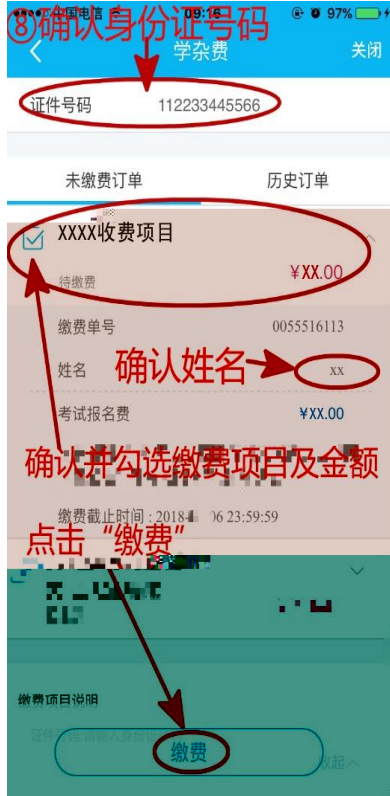 中国电信 09:16 97%
⑧确认身份证号码
学杂费 关闭
证件号码 112233445566
未缴费订单 历史订单
XXXX收费项目
待缴费 ¥XX.00
缴费单号 0055516113
确认姓名
姓名 xx
考试报名费 ¥XX.00
确认并勾选缴费项目及金额
缴费截止时间 : 2018- 06 23:59:59
点击“缴费”
缴费项目说明
缴费
收起